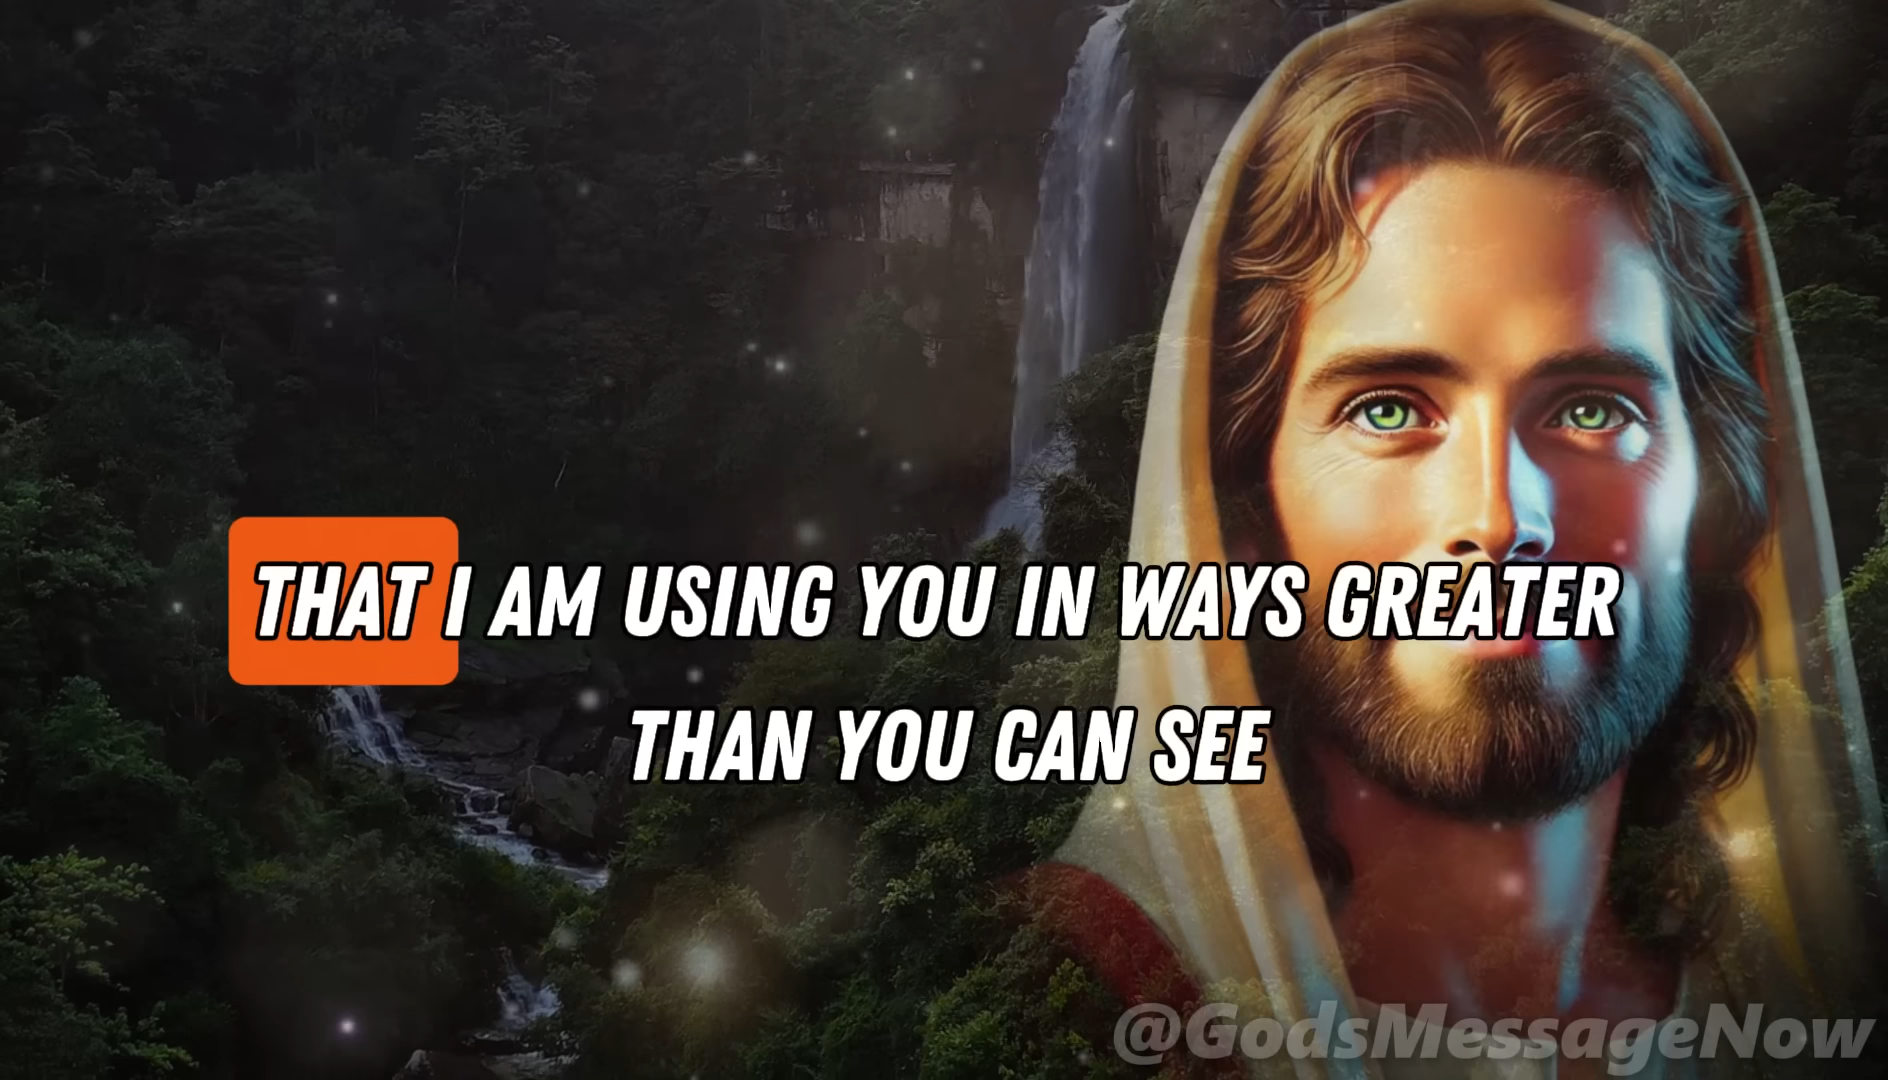 THAT I AM USING YOU IN WAYS GREATER
THAN YOU CAN SEE
@GodsMessageNow